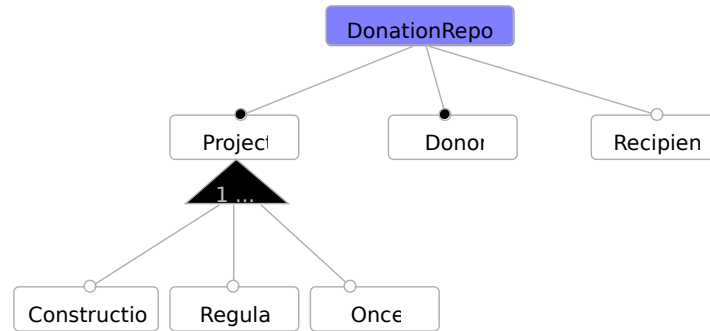 DonationRepo
Project
Donor
Recipien
1 ...
Constructio
Regula
Once